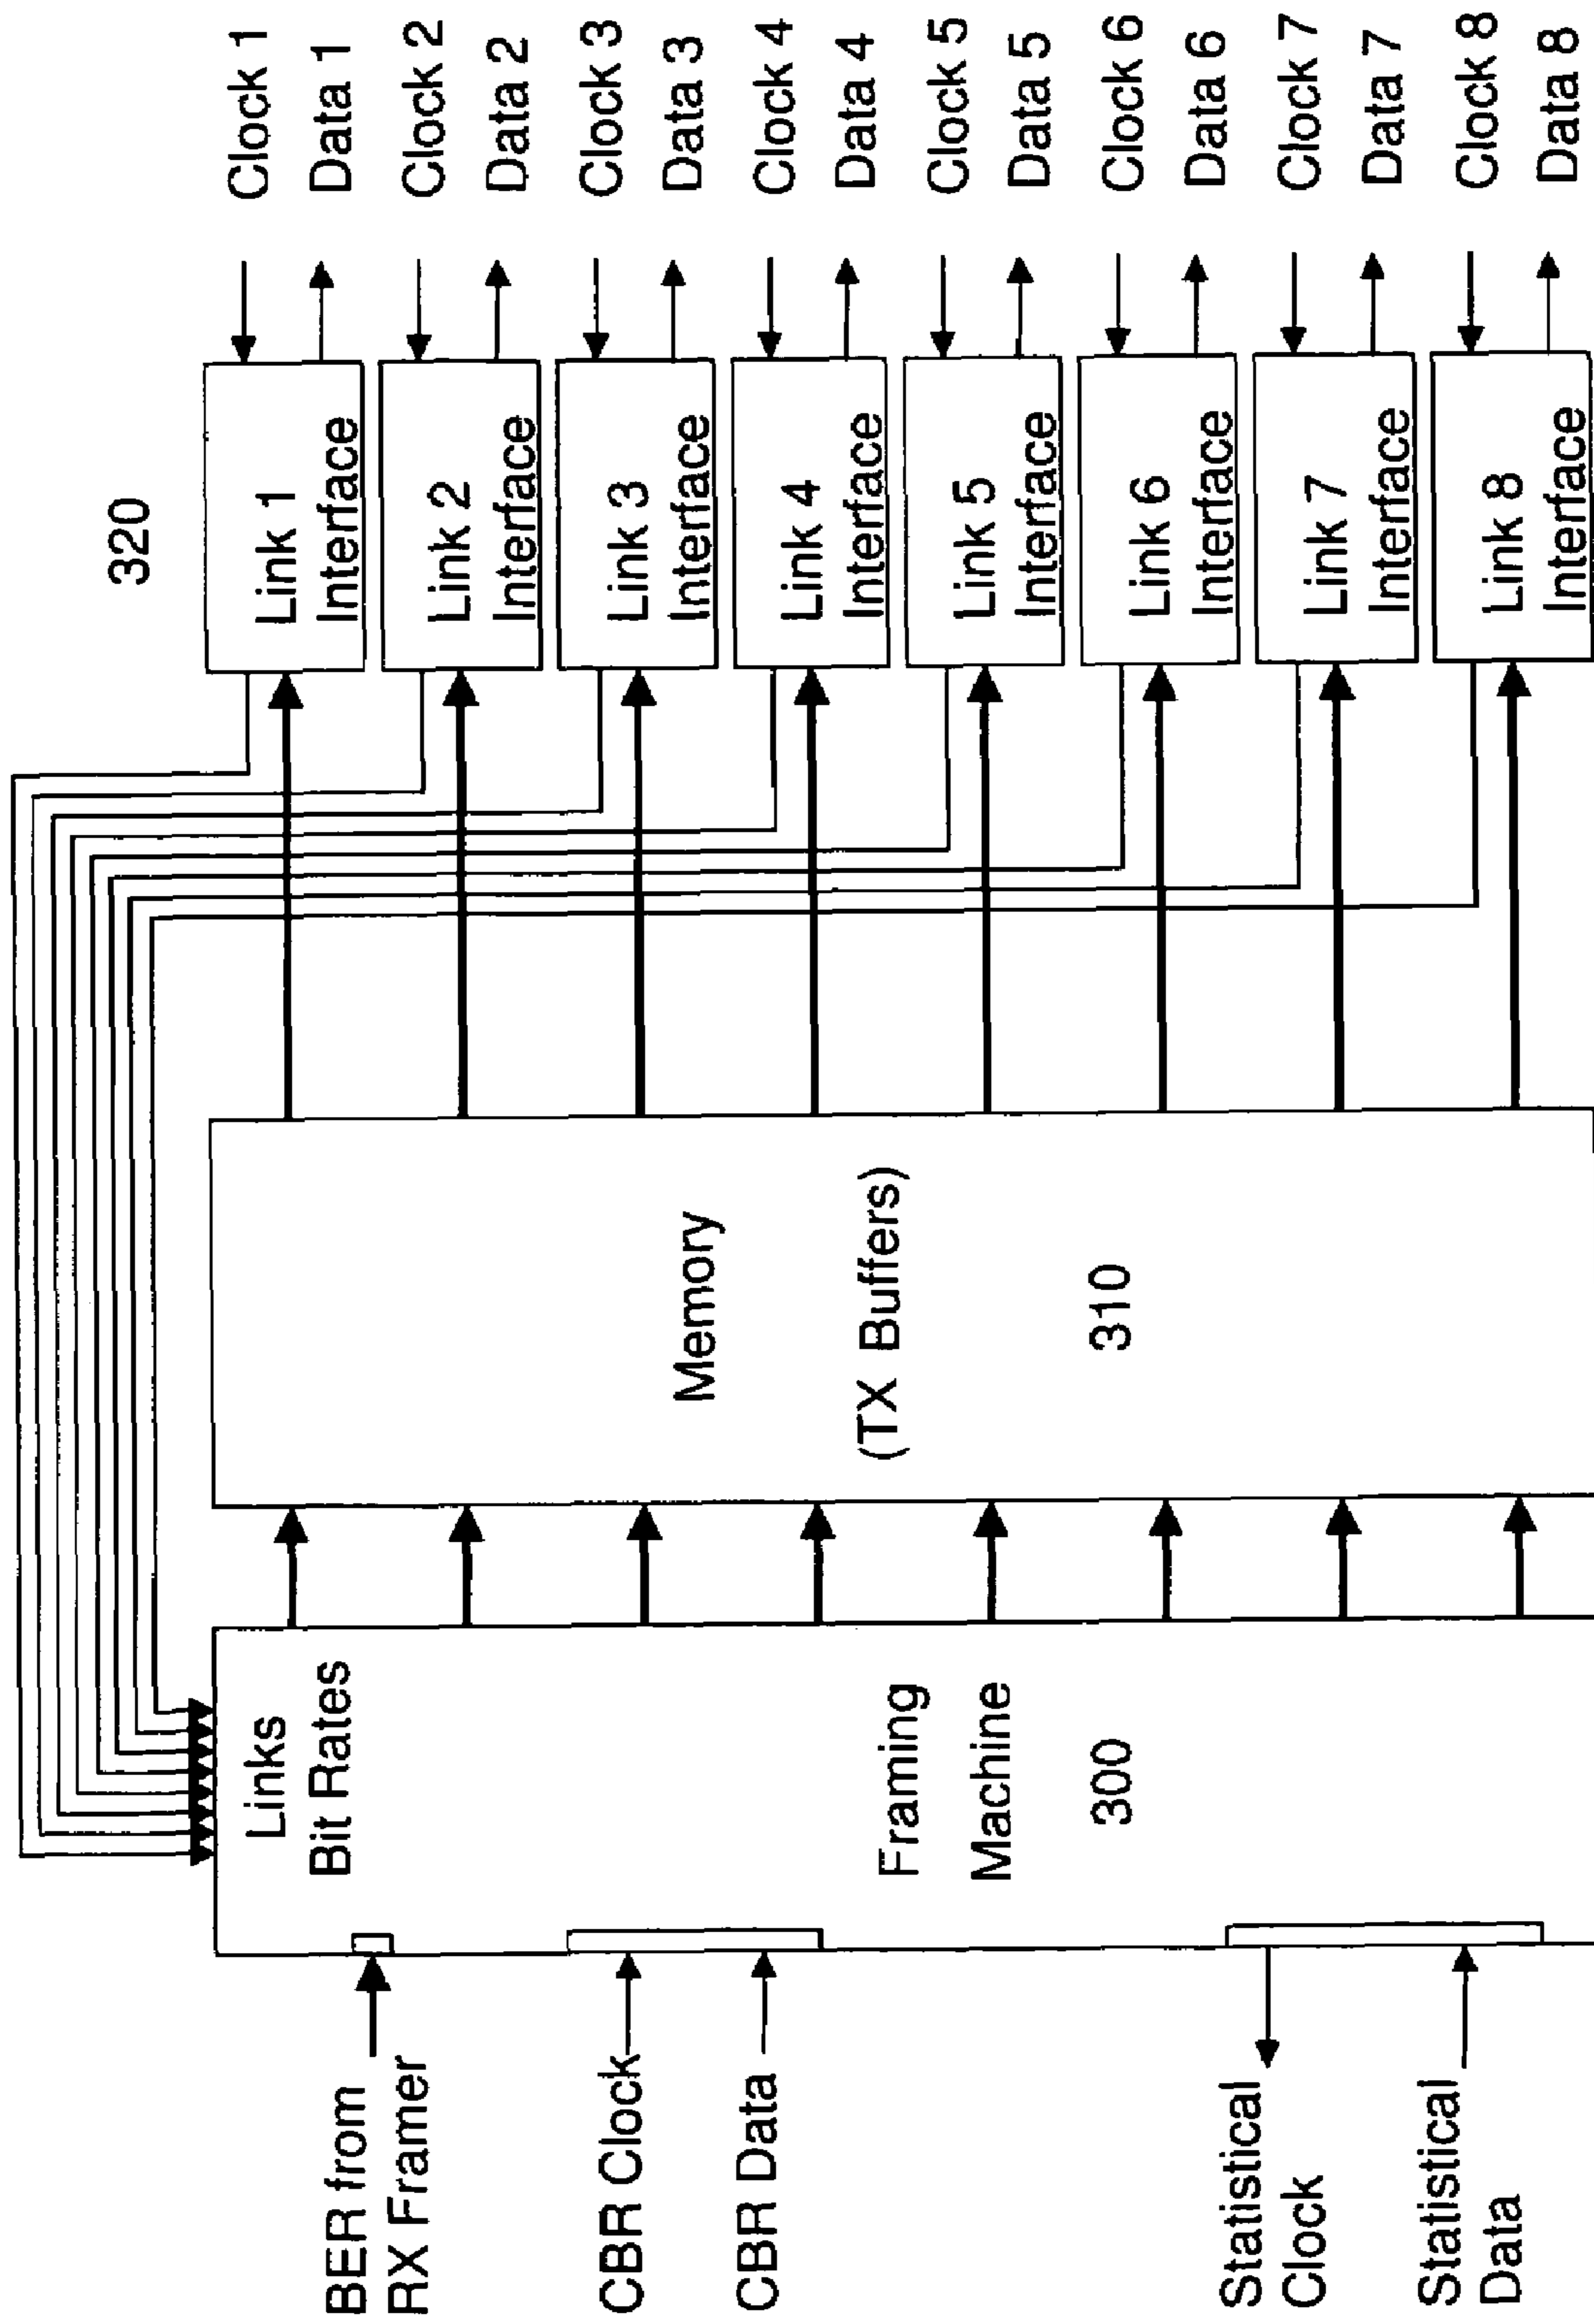 320
Links
Bit Rates
BER from
RX Framer
CBR Clock
CBR Data
Framing
Machine
300
Statistical
Clock
Statistical
Data
Memory
(TX Buffers)
310
Link 1
Interface
Link 2
Interface
Link 3
Interface
Link 4
Interface
Link 5
Interface
Link 6
Interface
Link 7
Interface
Link 8
Interface
Clock 1
Data 1
Clock 2
Data 2
Clock 3
Data 3
Clock 4
Data 4
Clock 5
Data 5
Clock 6
Data 6
Clock 7
Data 7
Clock 8
Data 8